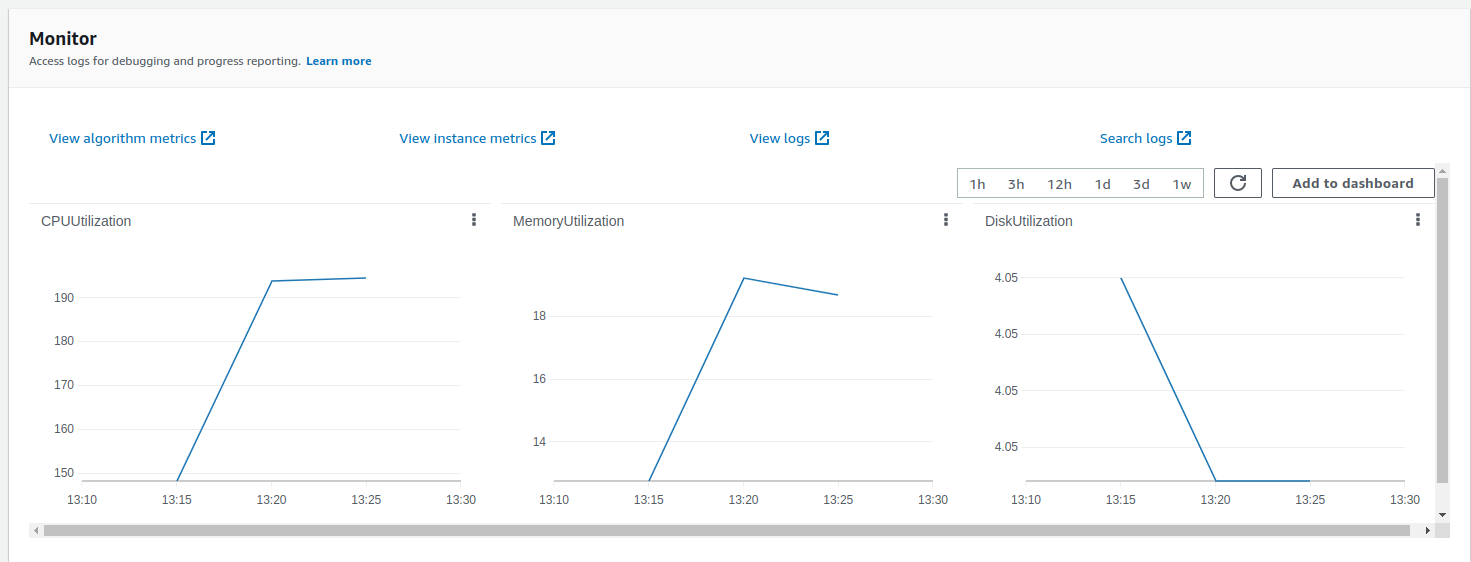 Monitor
Access logs for debugging and progress reporting. Learn more
View algorithm metrics View instance metrics View logs Search logs
1h 3h 12h 1d 3d 1w Add to dashboard
CPUUtilization
190
180
170
160
150
13:10 13:15 13:20 13:25 13:30
MemoryUtilization
18
16
14
13:10 13:15 13:20 13:25 13:30
DiskUtilization
4.05
4.05
4.05
4.05
13:10 13:15 13:20 13:25 13:30